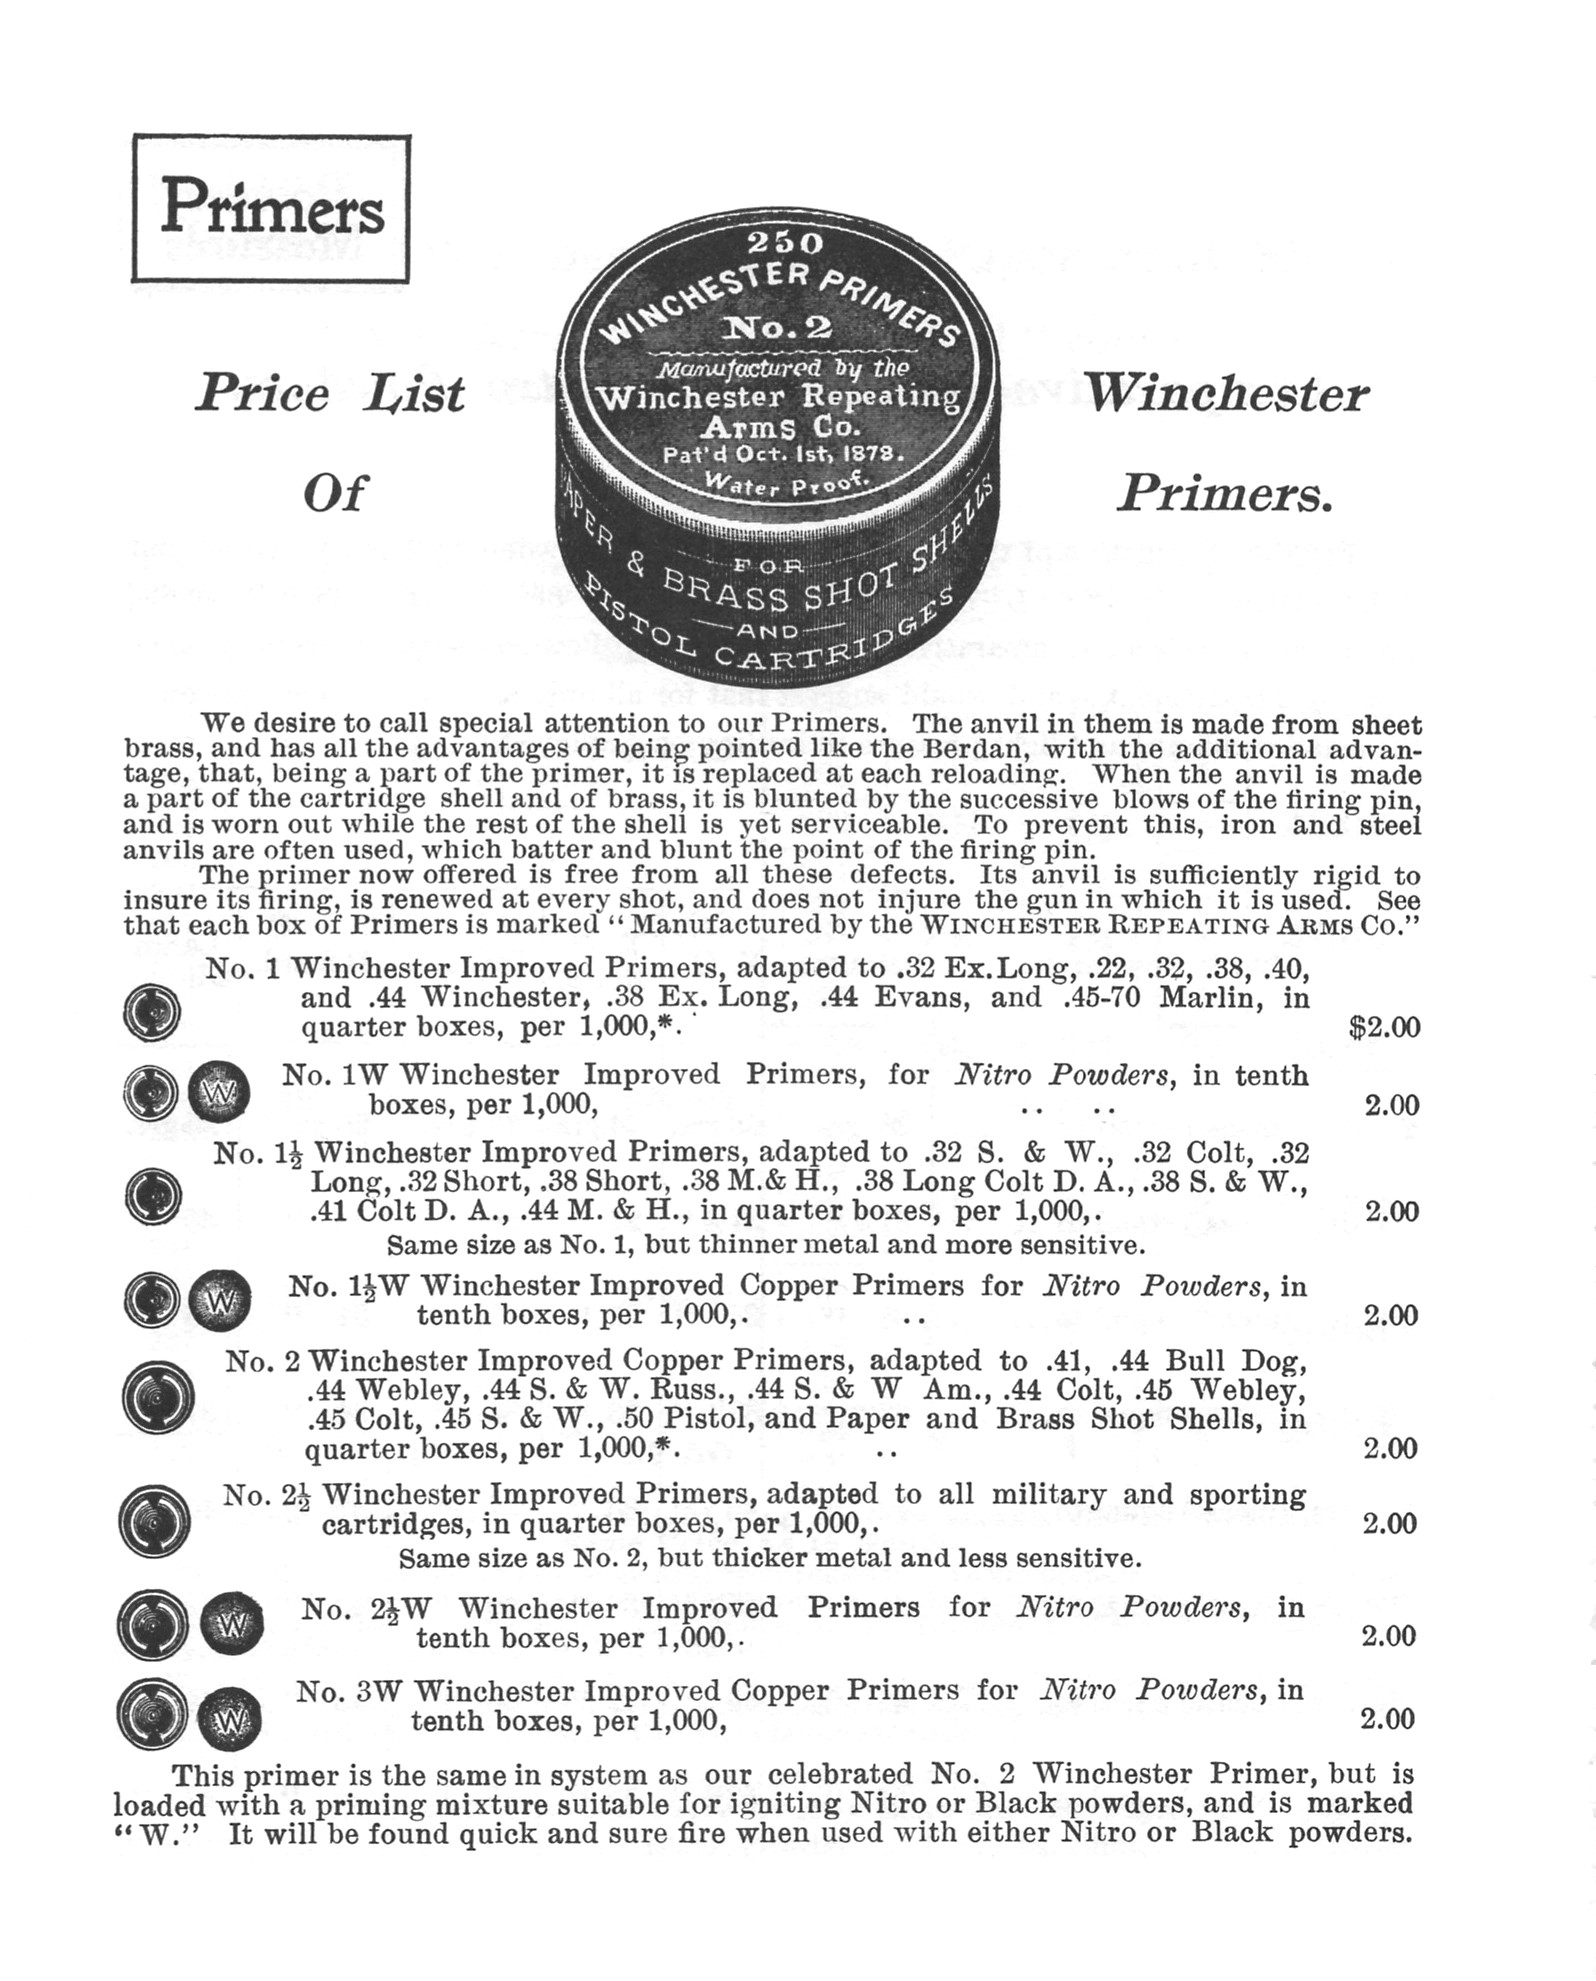 Primers
Price List
Of
Winchester
Primers.
250
WINCHESTER PRIMERS
No. 2
Manufactured by the
Winchester Repeating
Arms Co.
Pat'd Oct. 1st, 1878.
Water Proof.
FOR
PAPER & BRASS SHOT SHELLS
—AND—
PISTOL CARTRIDGES
We desire to call special attention to our Primers. The anvil in them is made from sheet
brass, and has all the advantages of being pointed like the Berdan, with the additional advan-
tage, that, being a part of the primer, it is replaced at each reloading. When the anvil is made
a part of the cartridge shell and of brass, it is blunted by the successive blows of the firing pin,
and is worn out while the rest of the shell is yet serviceable. To prevent this, iron and steel
anvils are often used, which batter and blunt the point of the firing pin.
The primer now offered is free from all these defects. Its anvil is sufficiently rigid to
insure its firing, is renewed at every shot, and does not injure the gun in which it is used. See
that each box of Primers is marked "Manufactured by the WINCHESTER REPEATING ARMS CO."
No. 1 Winchester Improved Primers, adapted to .32 Ex. Long, .22, .32, .38, .40,
and .44 Winchester, .38 Ex. Long, .44 Evans, and .45-70 Marlin, in
quarter boxes, per 1,000,*. $2.00
W No. 1W Winchester Improved Primers, for Nitro Powders, in tenth
boxes, per 1,000, .. .. 2.00
No. 1½ Winchester Improved Primers, adapted to .32 S. & W., .32 Colt, .32
Long, .32 Short, .38 Short, .38 M. & H., .38 Long Colt D. A., .38 S. & W.,
.41 Colt D. A., .44 M. & H., in quarter boxes, per 1,000,. 2.00
Same size as No. 1, but thinner metal and more sensitive.
W No. 1½W Winchester Improved Copper Primers for Nitro Powders, in
tenth boxes, per 1,000,. .. 2.00
No. 2 Winchester Improved Copper Primers, adapted to .41, .44 Bull Dog,
.44 Webley, .44 S. & W. Russ., .44 S. & W Am., .44 Colt, .45 Webley,
.45 Colt, .45 S. & W., .50 Pistol, and Paper and Brass Shot Shells, in
quarter boxes, per 1,000,*. .. 2.00
No. 2½ Winchester Improved Primers, adapted to all military and sporting
cartridges, in quarter boxes, per 1,000,. 2.00
Same size as No. 2, but thicker metal and less sensitive.
W No. 2½W Winchester Improved Primers for Nitro Powders, in
tenth boxes, per 1,000,. 2.00
W No. 3W Winchester Improved Copper Primers for Nitro Powders, in
tenth boxes, per 1,000, 2.00
This primer is the same in system as our celebrated No. 2 Winchester Primer, but is
loaded with a priming mixture suitable for igniting Nitro or Black powders, and is marked
"W." It will be found quick and sure fire when used with either Nitro or Black powders.